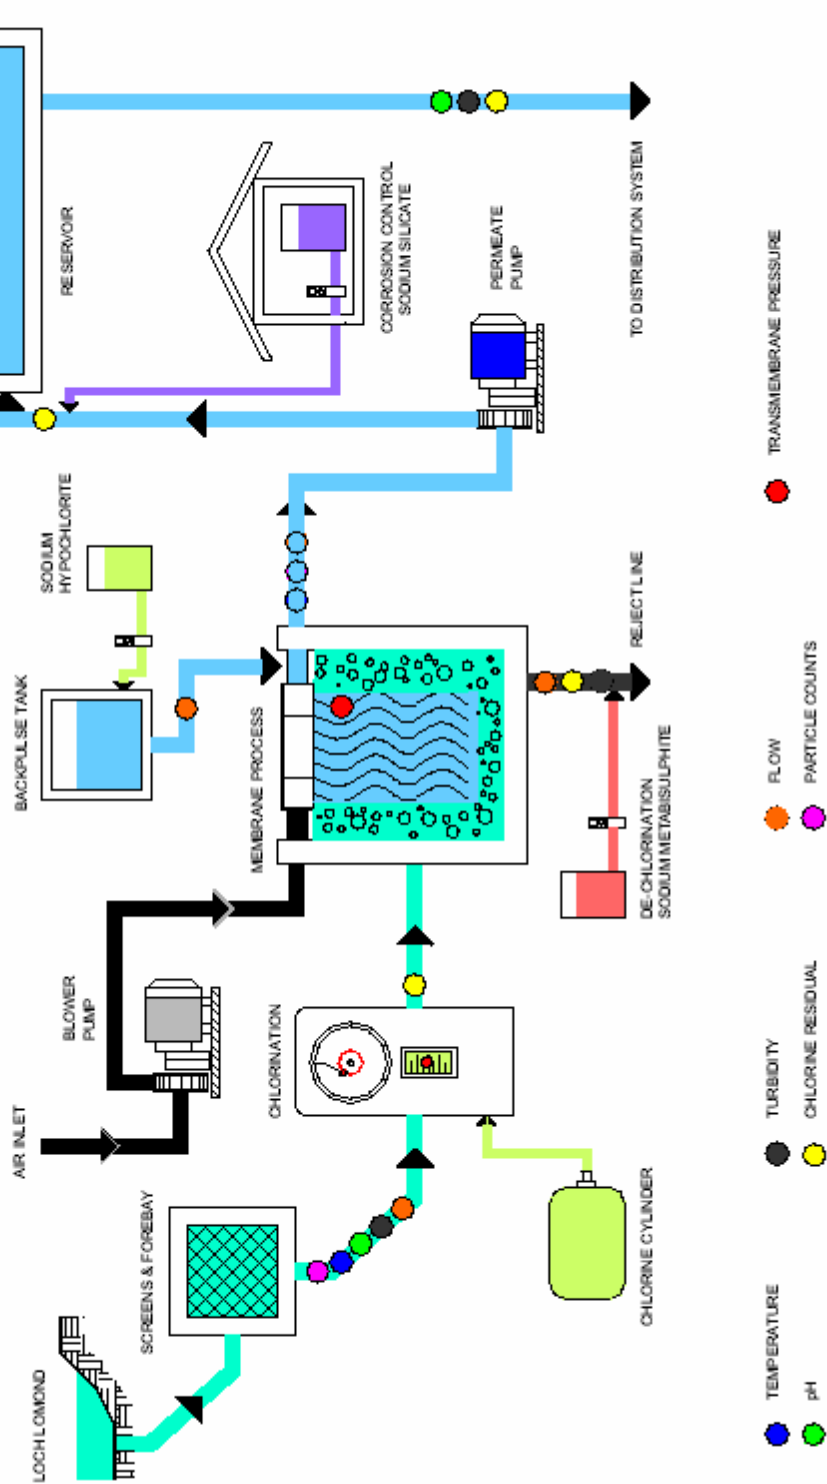 LOCH LOMOND
SCREENS & FOREBAY
AIR INLET
BLOWER
PUMP
CHLORINATION
CHLORINE CYLINDER
BACKPULSE TANK
SODIUM
HYPOCHLORITE
MEMBRANE PROCESS
DE-CHLORINATION
SODIUM METABISULPHITE
REJECT LINE
RESERVOIR
CORROSION CONTROL
SODIUM SILICATE
PERMEATE
PUMP
TO DISTRIBUTION SYSTEM
TEMPERATURE
pH
TURBIDITY
CHLORINE RESIDUAL
FLOW
PARTICLE COUNTS
TRANSMEMBRANE PRESSURE